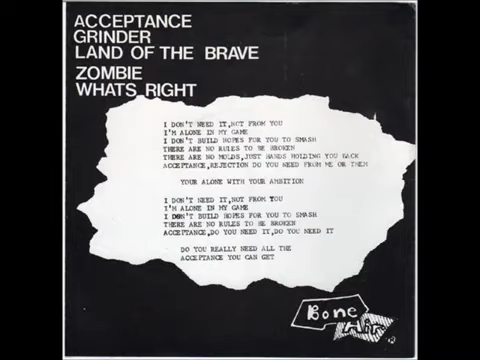 ACCEPTANCE
GRINDER
LAND OF THE BRAVE
ZOMBIE
WHATS RIGHT
I DON'T NEED IT,NOT FROM YOU
I'M ALONE IN MY GAME
I DON'T BUILD HOPES FOR YOU TO SMASH
THERE ARE NO RULES TO BE BROKEN
THERE ARE NO MOLDS,JUST HANDS HOLDING YOU BACK
ACCEPTANCE,REJECTION DO YOU NEED FROM ME OR THEM
YOUR ALONE WITH YOUR AMBITION
I DON'T NEED IT,NOT FROM YOU
I'M ALONE IN MY GAME
I DON'T BUILD HOPES FOR YOU TO SMASH
THERE ARE NO RULES TO BE BROKEN
ACCEPTANCE,DO YOU NEED IT,DO YOU NEED IT
DO YOU REALLY NEED ALL THE
ACCEPTANCE YOU CAN GET
Bone
Air